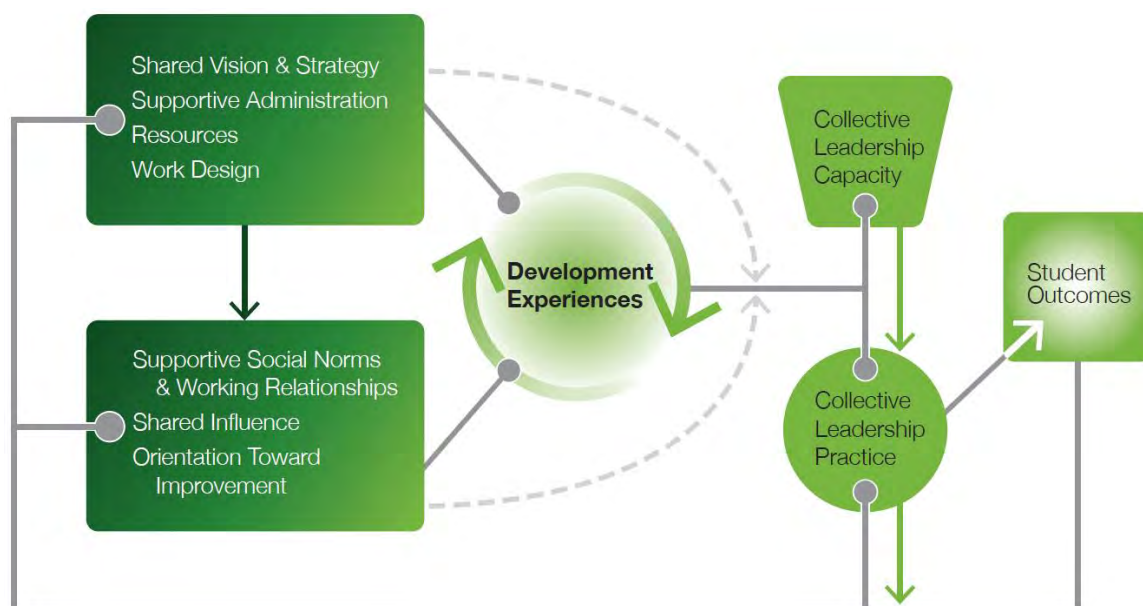 Shared Vision & Strategy
Supportive Administration
Resources
Work Design
Supportive Social Norms
& Working Relationships
Shared Influence
Orientation Toward
Improvement
Development
Experiences
Collective
Leadership
Capacity
Collective
Leadership
Practice
Student
Outcomes